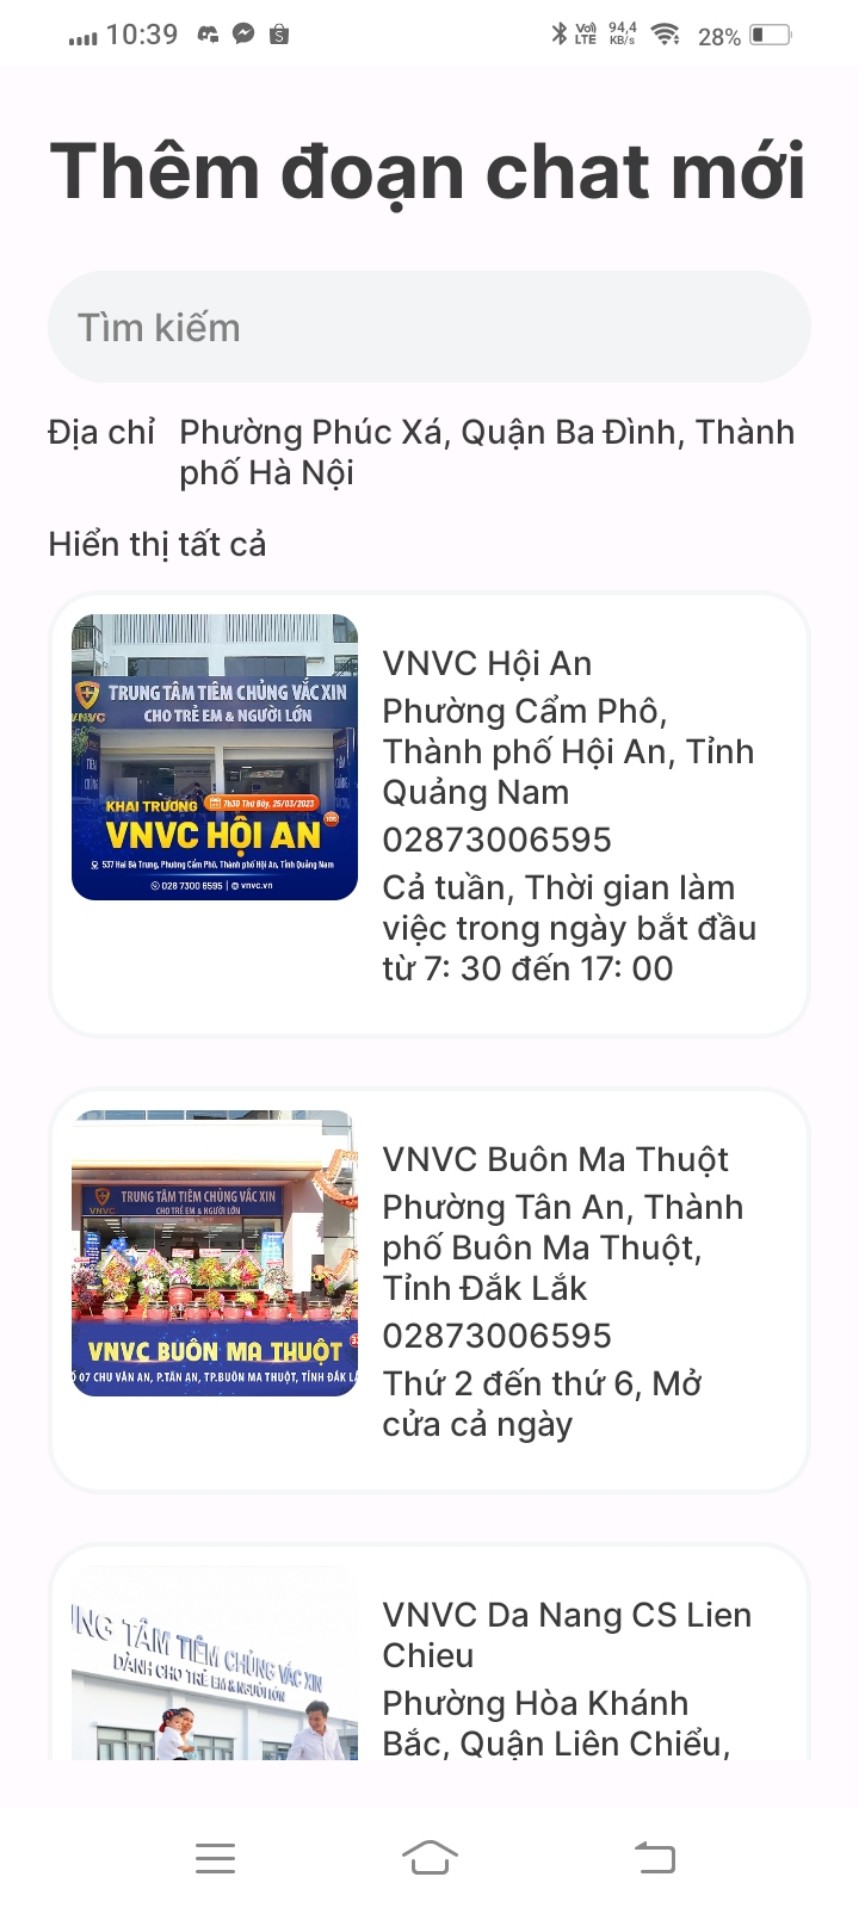 10:39
Vo))
LTE
94,4
KB/s
28%
Thêm đoạn chat mới
Tìm kiếm
Địa chỉ Phường Phúc Xá, Quận Ba Đình, Thành
phố Hà Nội
Hiển thị tất cả
TRUNG TÂM TIÊM CHỦNG VẮC XIN
VNVC
CHO TRẺ EM & NGƯỜI LỚN
KHAI TRƯƠNG 7h30 Thứ Bảy, 25/03/2023
VNVC HỘI AN
537 Hai Bà Trưng, Phường Cẩm Phô, Thành phố Hội An, Tỉnh Quảng Nam
028 7300 6595 | vnvc.vn
VNVC Hội An
Phường Cẩm Phô,
Thành phố Hội An, Tỉnh
Quảng Nam
02873006595
Cả tuần, Thời gian làm
việc trong ngày bắt đầu
từ 7: 30 đến 17: 00
TRUNG TÂM TIÊM CHỦNG VẮC XIN
VNVC
CHO TRẺ EM & NGƯỜI LỚN
VNVC BUÔN MA THUỘT
07 CHU VĂN AN, P.TÂN AN, TP.BUÔN MA THUỘT, TỈNH ĐẮK L
VNVC Buôn Ma Thuột
Phường Tân An, Thành
phố Buôn Ma Thuột,
Tỉnh Đắk Lắk
02873006595
Thứ 2 đến thứ 6, Mở
cửa cả ngày
NG TÂM TIÊM CHỦNG VẮC XIN
DÀNH CHO TRẺ EM & NGƯỜI LỚN
VNVC Da Nang CS Lien
Chieu
Phường Hòa Khánh
Bắc, Quận Liên Chiểu,